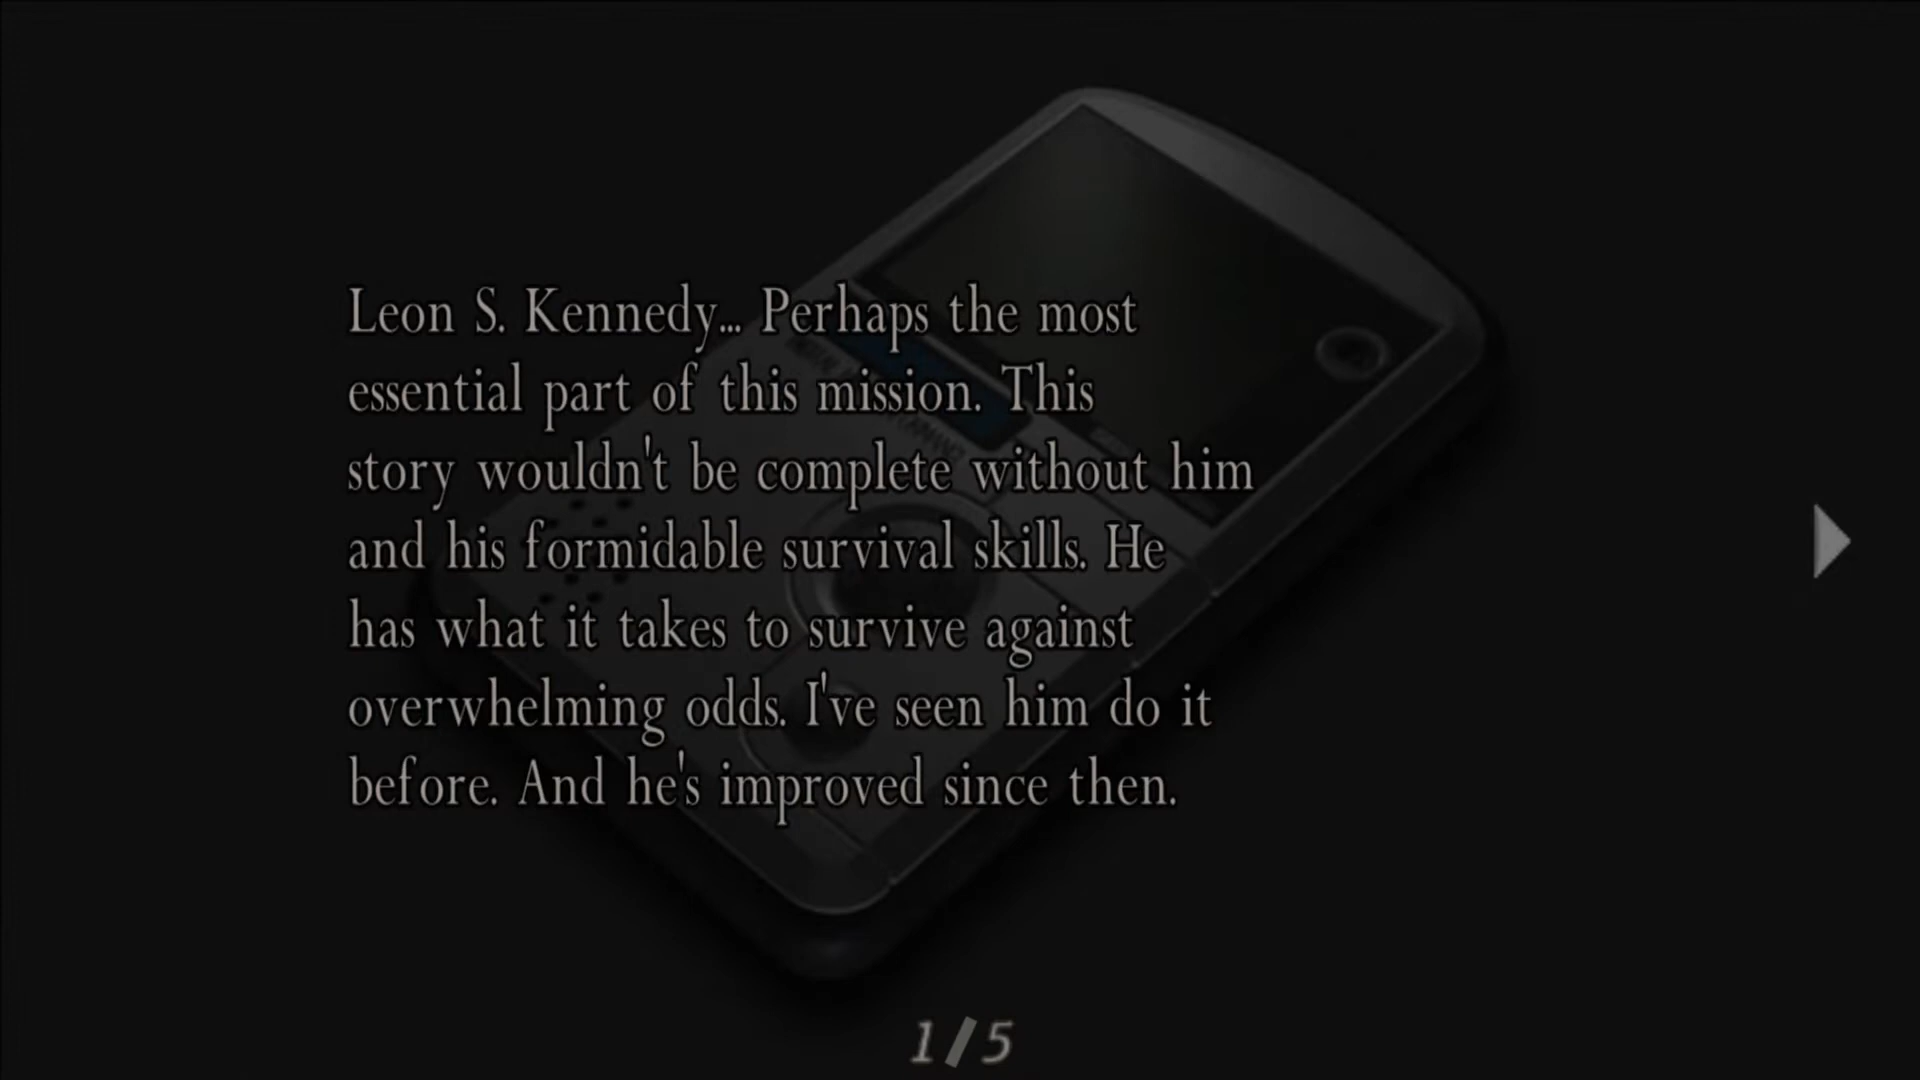 Leon S. Kennedy... Perhaps the most
essential part of this mission. This
story wouldn't be complete without him
and his formidable survival skills. He
has what it takes to survive against
overwhelming odds. I've seen him do it
before. And he's improved since then.
1/5